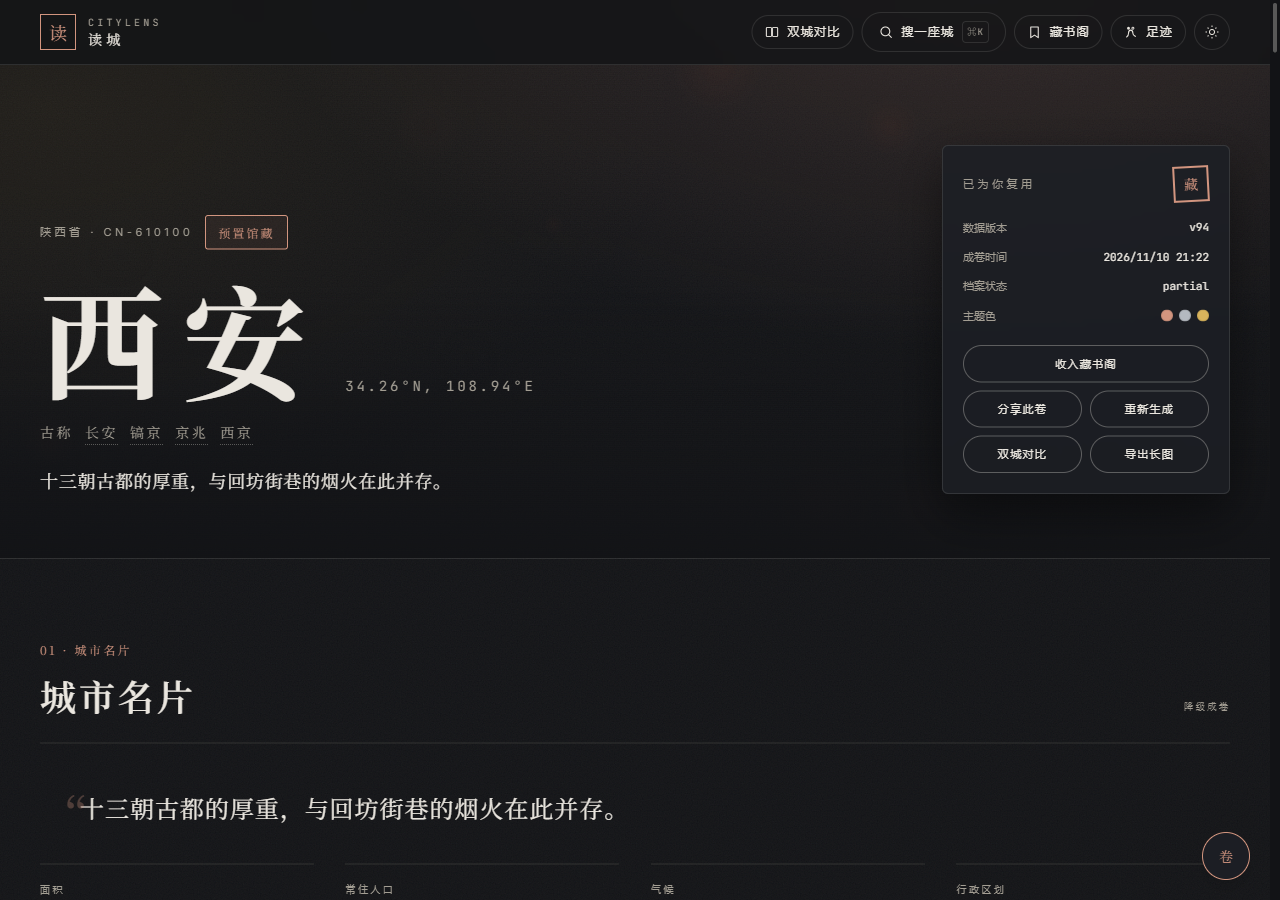 读
CITYLENS
读城
双城对比
搜一座城 ⌘K
藏书阁
足迹
陕西省 · CN-610100
预置馆藏
西安
34.26°N, 108.94°E
古称 长安 镐京 京兆 西京
十三朝古都的厚重，与回坊街巷的烟火在此并存。
已为你复用
藏
数据版本 v94
成卷时间 2026/11/10 21:22
档案状态 partial
主题色
收入藏书阁
分享此卷 重新生成
双城对比 导出长图
01 · 城市名片
城市名片
降级成卷
“十三朝古都的厚重，与回坊街巷的烟火在此并存。
面积 常住人口 气候 行政区划
卷